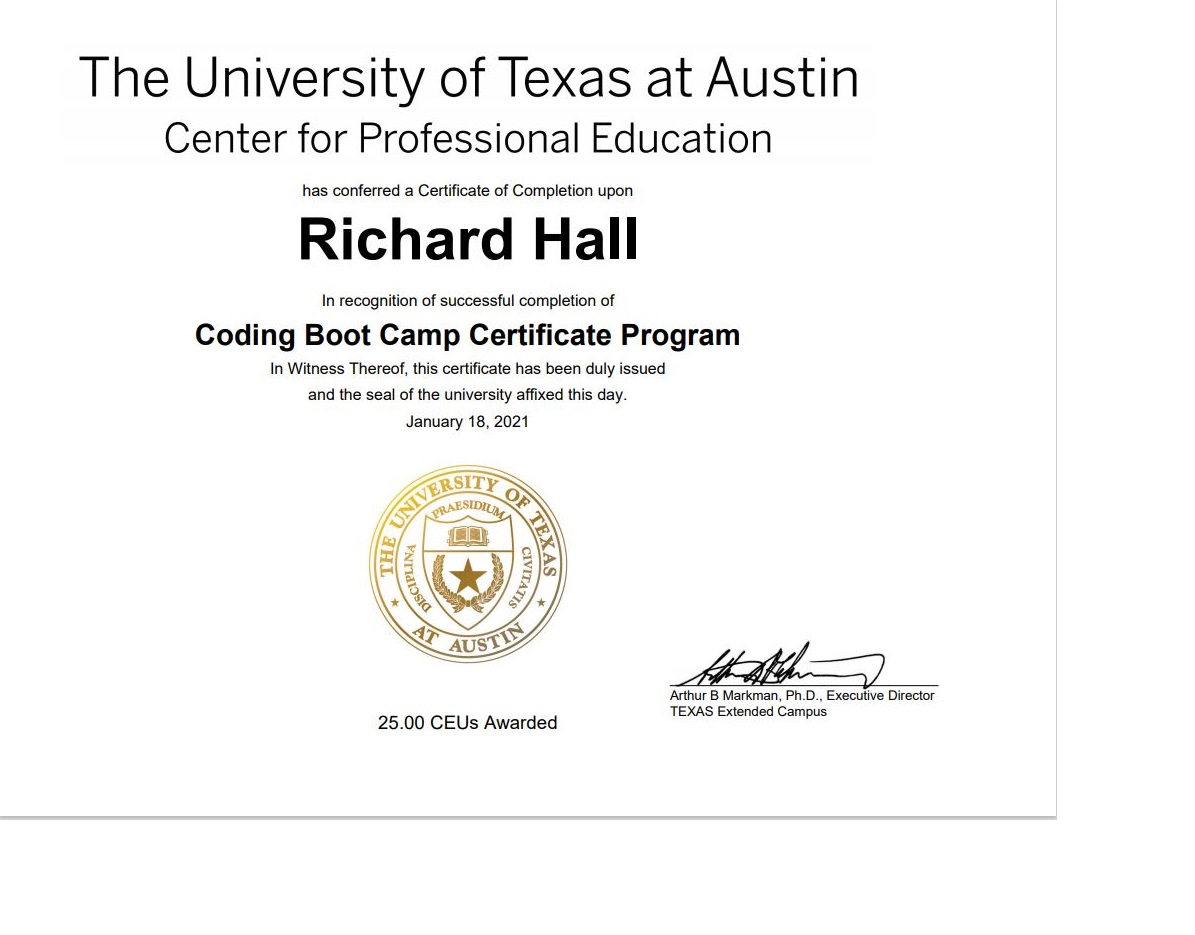 The University of Texas at Austin
Center for Professional Education
has conferred a Certificate of Completion upon
Richard Hall
In recognition of successful completion of
Coding Boot Camp Certificate Program
In Witness Thereof, this certificate has been duly issued
and the seal of the university affixed this day.
January 18, 2021
THE UNIVERSITY OF TEXAS
AT AUSTIN
PRAESIDIUM
DISCIPLINA
CIVITATIS
Arthur B Markman, Ph.D., Executive Director
TEXAS Extended Campus
25.00 CEUs Awarded